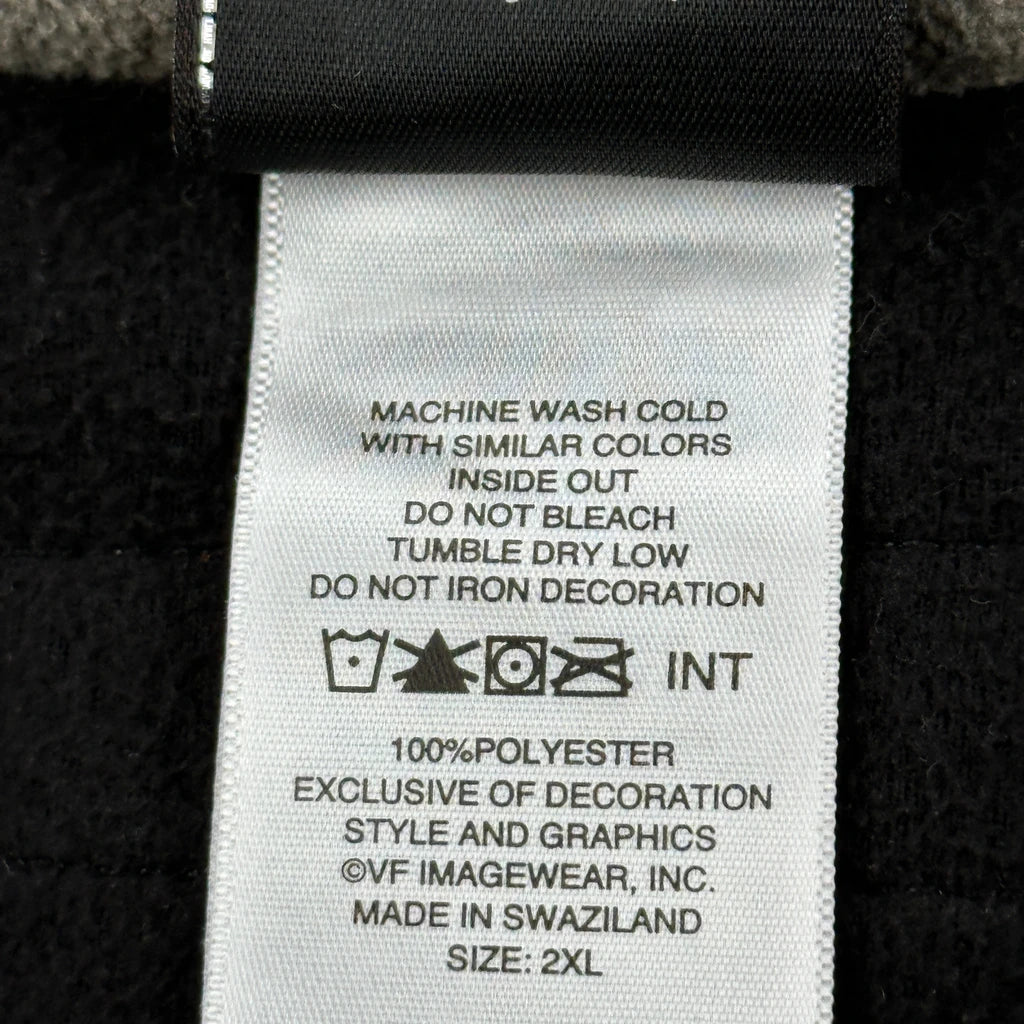 MACHINE WASH COLD
WITH SIMILAR COLORS
INSIDE OUT
DO NOT BLEACH
TUMBLE DRY LOW
DO NOT IRON DECORATION
INT
100%POLYESTER
EXCLUSIVE OF DECORATION
STYLE AND GRAPHICS
©VF IMAGEWEAR, INC.
MADE IN SWAZILAND
SIZE: 2XL